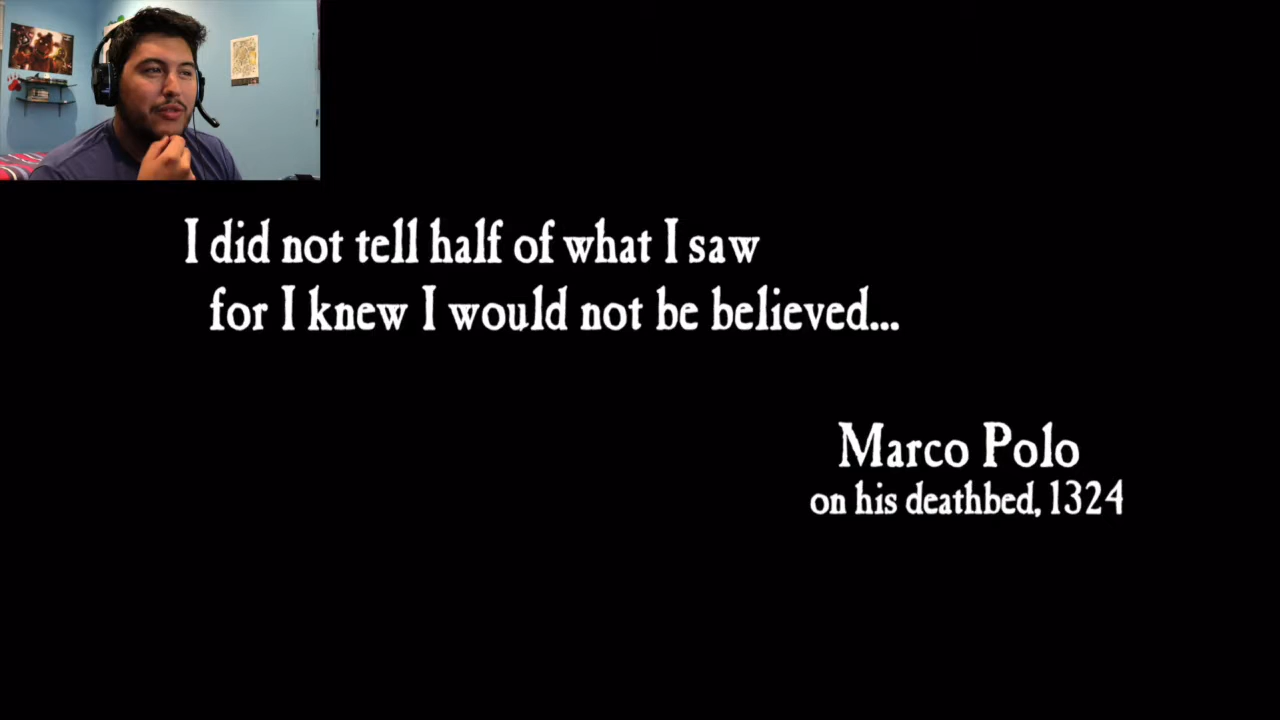 I did not tell half of what I saw
for I knew I would not be believed...
Marco Polo
on his deathbed, 1324